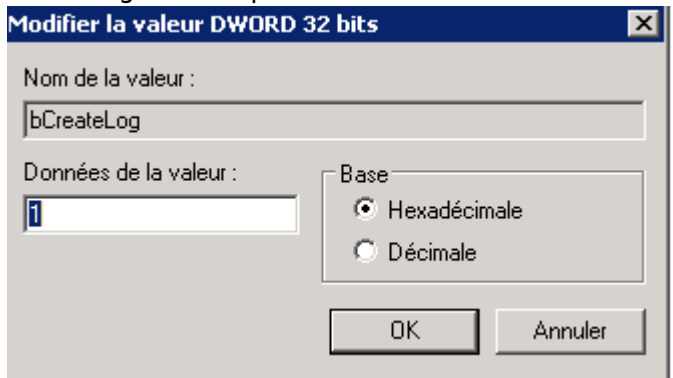 Modifier la valeur DWORD 32 bits
Nom de la valeur :
bCreateLog
Données de la valeur :
1
Base
Hexadécimale
Décimale
OK
Annuler